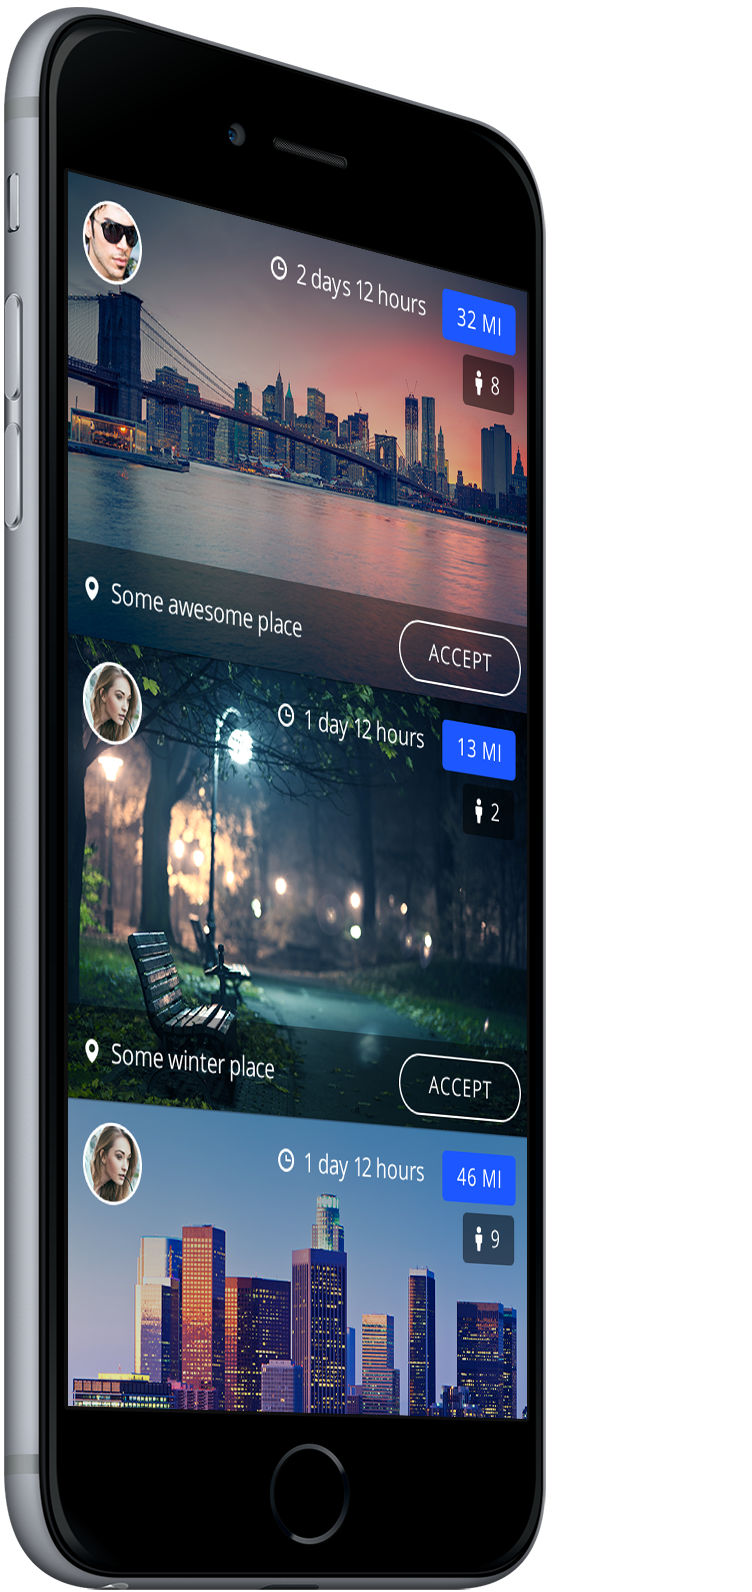 2 days 12 hours
32 MI
8
Some awesome place
ACCEPT
1 day 12 hours
13 MI
2
Some winter place
ACCEPT
1 day 12 hours
46 MI
9